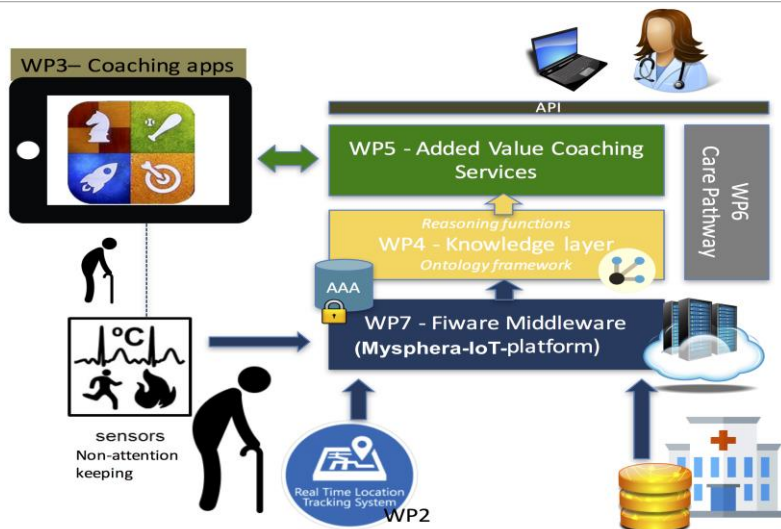 WP3– Coaching apps
API
WP5 - Added Value Coaching
Services
WP6
Care Pathway
Reasoning functions
WP4 - Knowledge layer
Ontology framework
AAA
WP7 - Fiware Middleware
(Mysphera-IoT-platform)
°C
sensors
Non-attention
keeping
Real Time Location
Tracking System
WP2